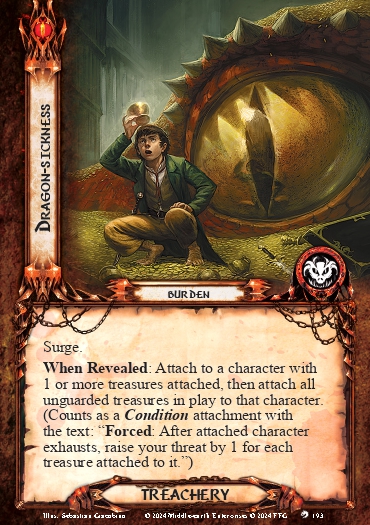 DRAGON-SICKNESS
BURDEN
Surge.
When Revealed: Attach to a character with
1 or more treasures attached, then attach all
unguarded treasures in play to that character.
(Counts as a Condition attachment with
the text: “Forced: After attached character
exhausts, raise your threat by 1 for each
treasure attached to it.”)
TREACHERY
Illus. Sebastian Giacobino © 2024 Middle-earth Enterprises © 2024 FFG 193